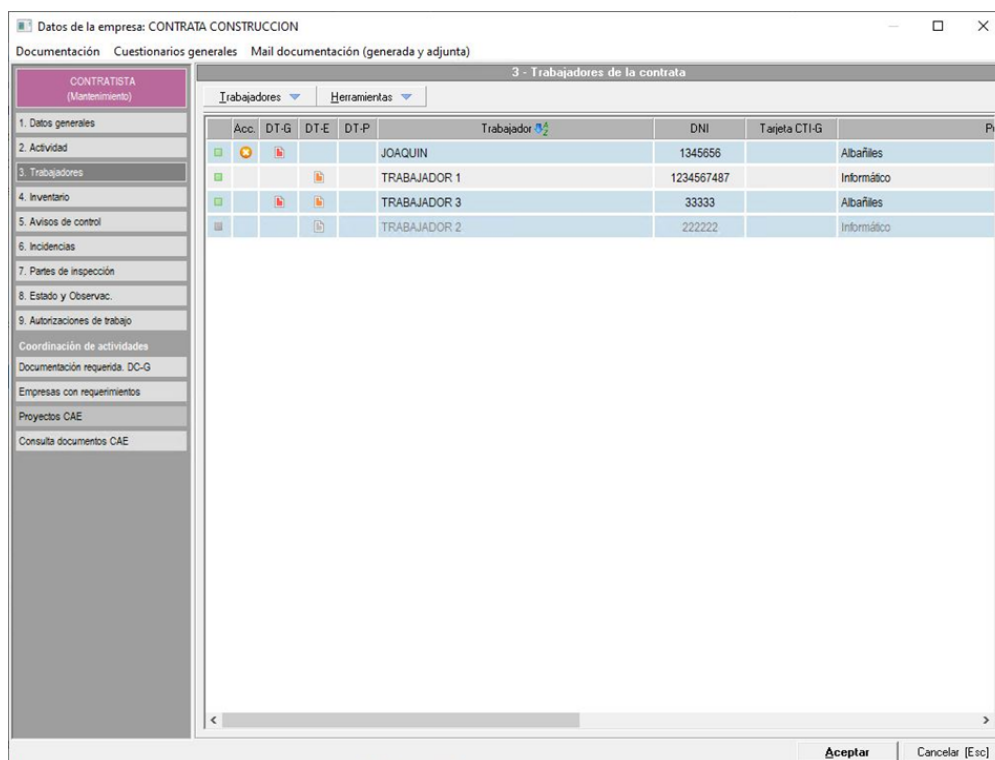 Datos de la empresa: CONTRATA CONSTRUCCION
Documentación Cuestionarios generales Mail documentación (generada y adjunta)
CONTRATISTA
(Mantenimiento)
1. Datos generales
2. Actividad
3. Trabajadores
4. Inventario
5. Avisos de control
6. Incidencias
7. Partes de inspección
8. Estado y Observac.
9. Autorizaciones de trabajo
Coordinación de actividades
Documentación requerida. DC-G
Empresas con requerimientos
Proyectos CAE
Consulta documentos CAE
3 - Trabajadores de la contrata
Trabajadores Herramientas
Acc. DT-G DT-E DT-P Trabajador DNI Tarjeta CTI-G
JOAQUIN 1345656 Albañiles
TRABAJADOR 1 1234567487 Informático
TRABAJADOR 3 33333 Albañiles
TRABAJADOR 2 222222 Informático
Aceptar Cancelar [Esc]